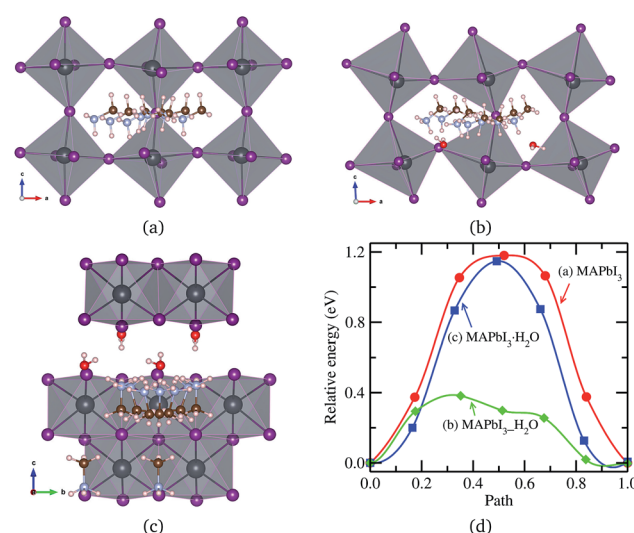 c
a
(a)
c
a
(b)
c
b
(c)
1.2
0.8
0.4
0.0
Relative energy (eV)
(a) MAPbI₃
(c) MAPbI₃·H₂O
(b) MAPbI₃–H₂O
0.0 0.2 0.4 0.6 0.8 1.0
Path
(d)